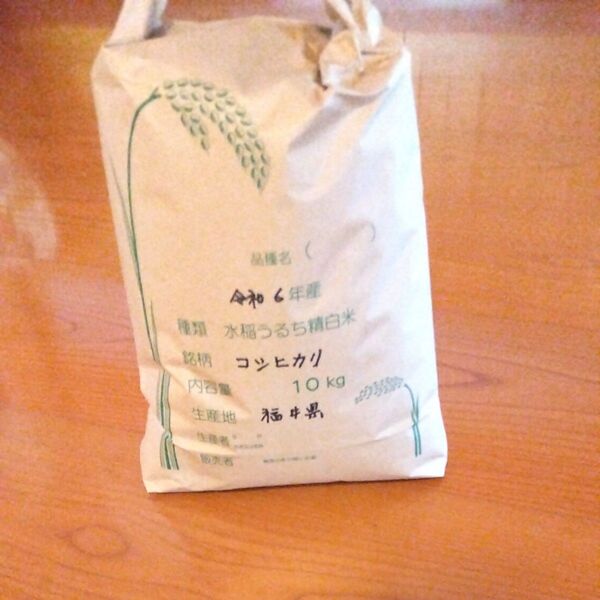 品種名 ( )
令和6年産
種類 水稲うるち精白米
銘柄 コシヒカリ
内容量 10kg
生産地 福井県
生産者
販売者